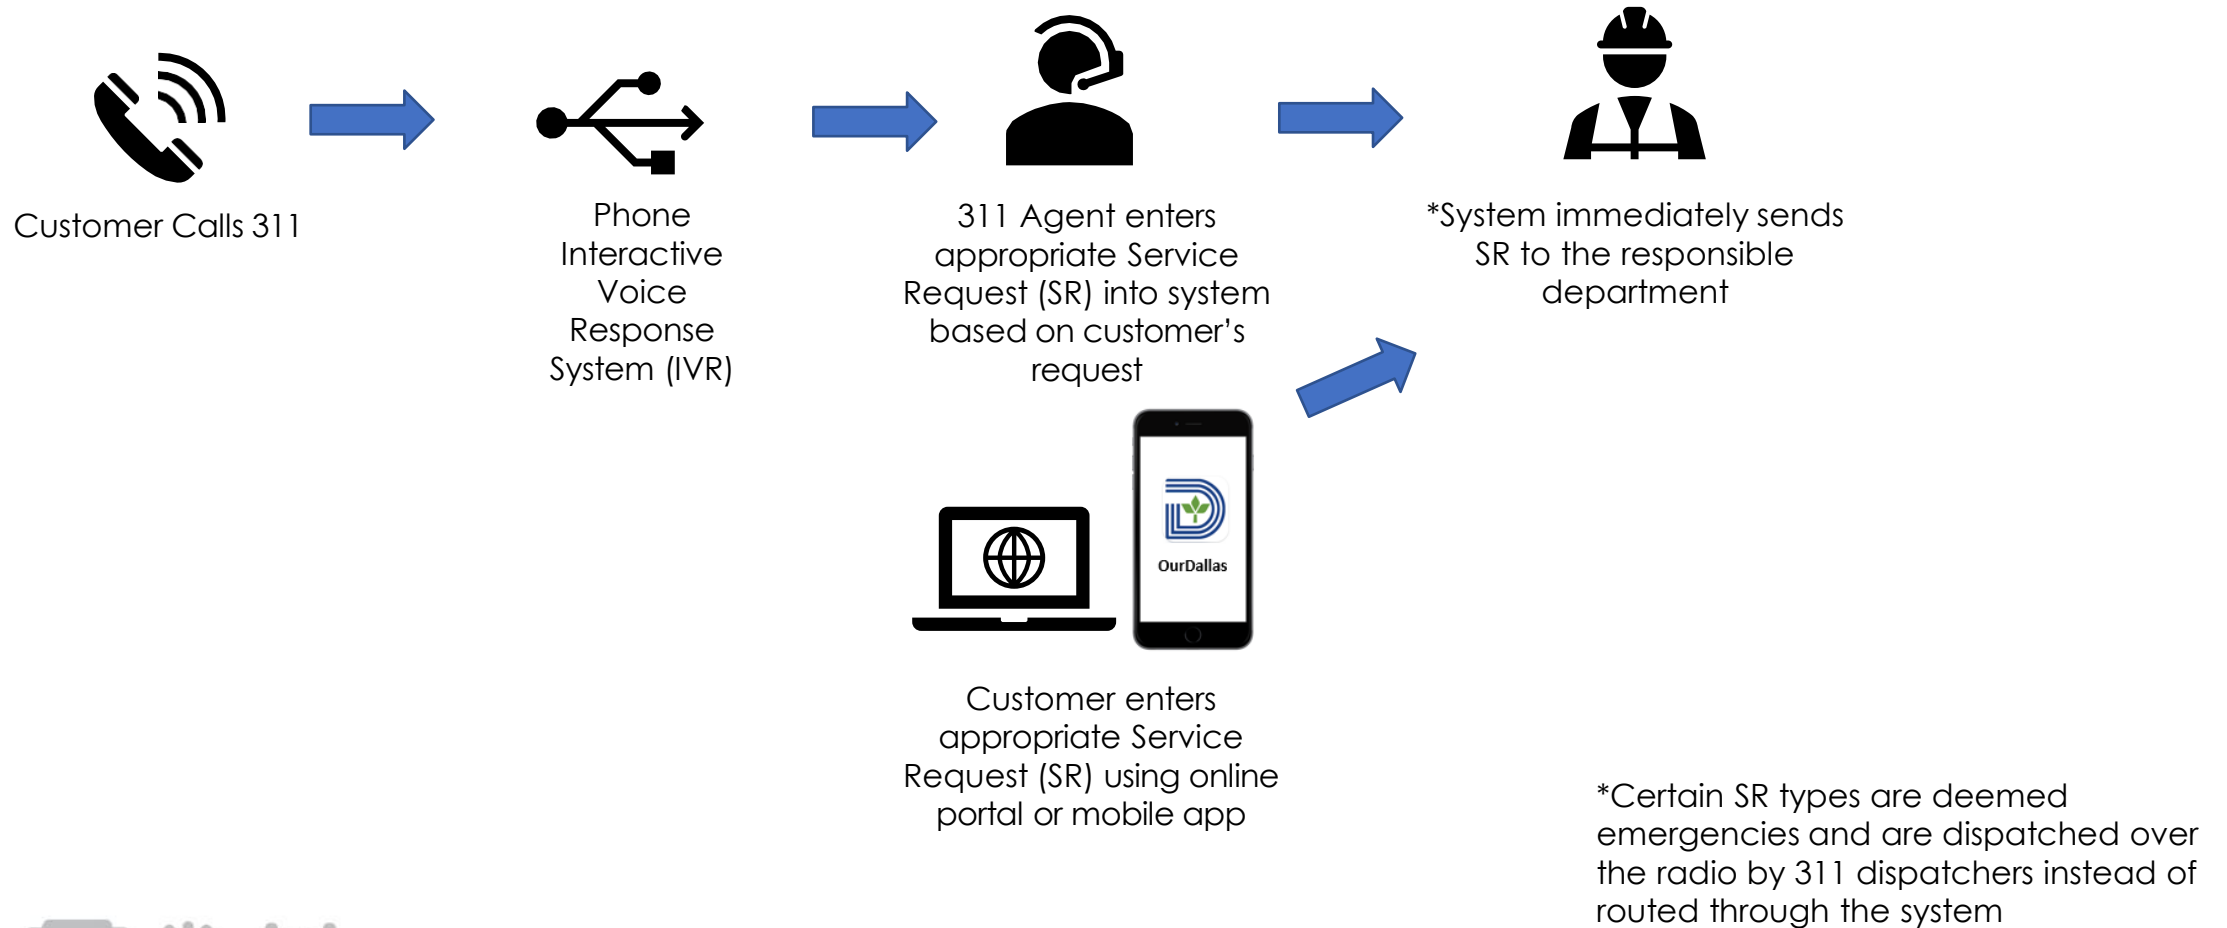 Customer Calls 311
Phone
Interactive
Voice
Response
System (IVR)
311 Agent enters
appropriate Service
Request (SR) into system
based on customer’s
request
*System immediately sends
SR to the responsible
department
OurDallas
Customer enters
appropriate Service
Request (SR) using online
portal or mobile app
*Certain SR types are deemed
emergencies and are dispatched over
the radio by 311 dispatchers instead of
routed through the system